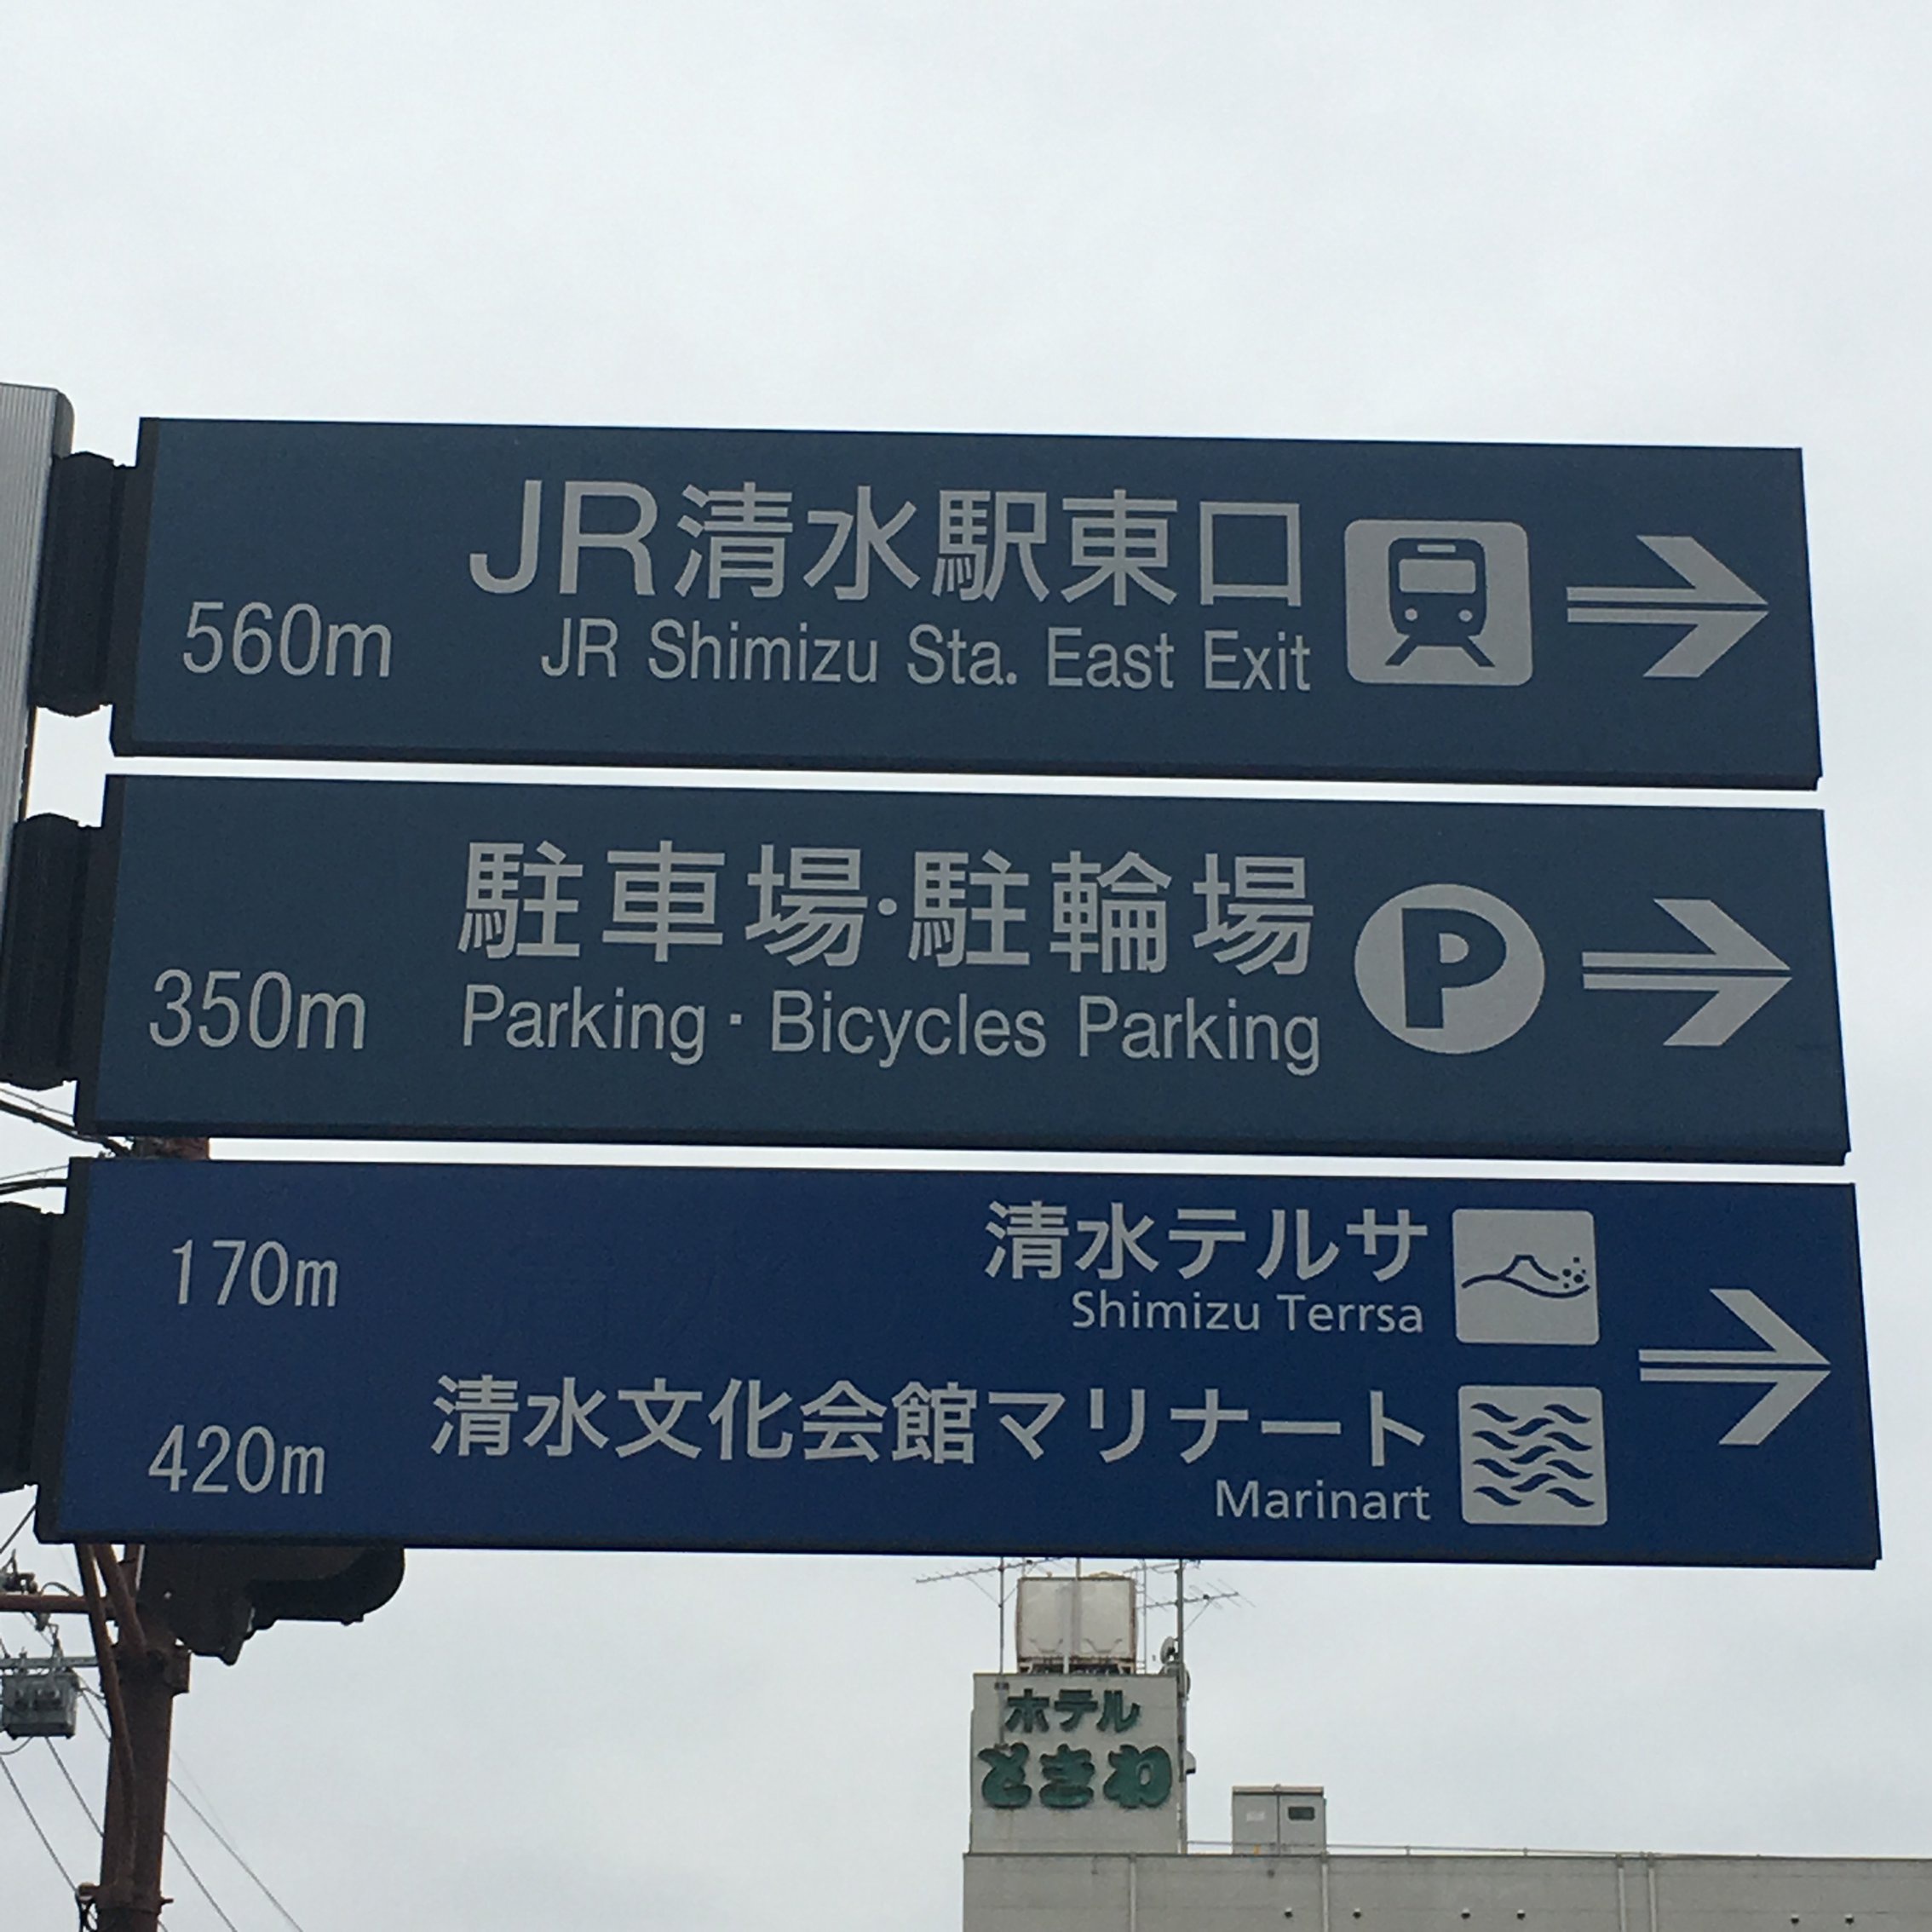 JR清水駅東口
560m JR Shimizu Sta. East Exit
駐車場・駐輪場
P
350m Parking・Bicycles Parking
170m 清水テルサ
Shimizu Terrsa
420m 清水文化会館マリナート
Marinart
ホテル
ときわ